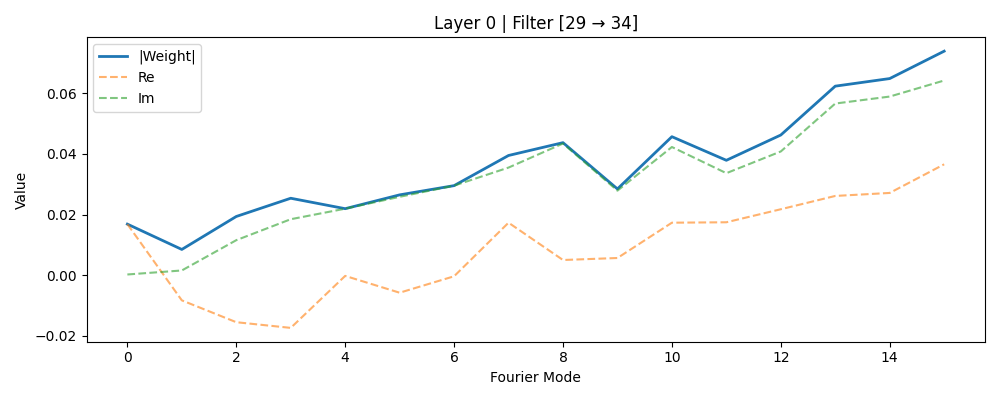 Layer 0 | Filter [29 → 34]
|Weight|
Re
Im
Value
0.06
0.04
0.02
0.00
−0.02
0 2 4 6 8 10 12 14
Fourier Mode